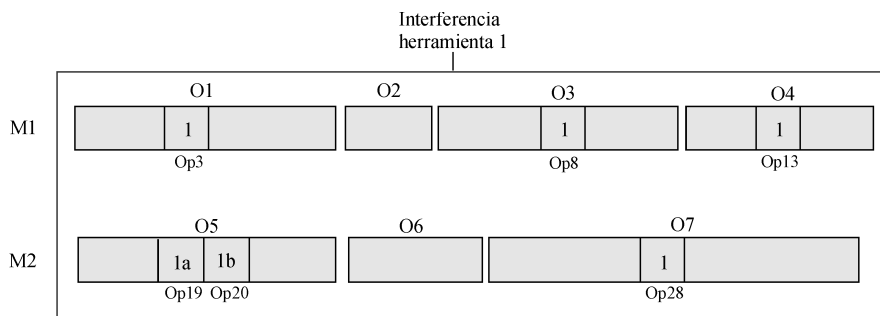 Interferencia
herramienta 1
O1 O2 O3 O4
M1 1 1 1
Op3 Op8 Op13
O5 O6 O7
M2 1a 1b 1
Op19 Op20 Op28